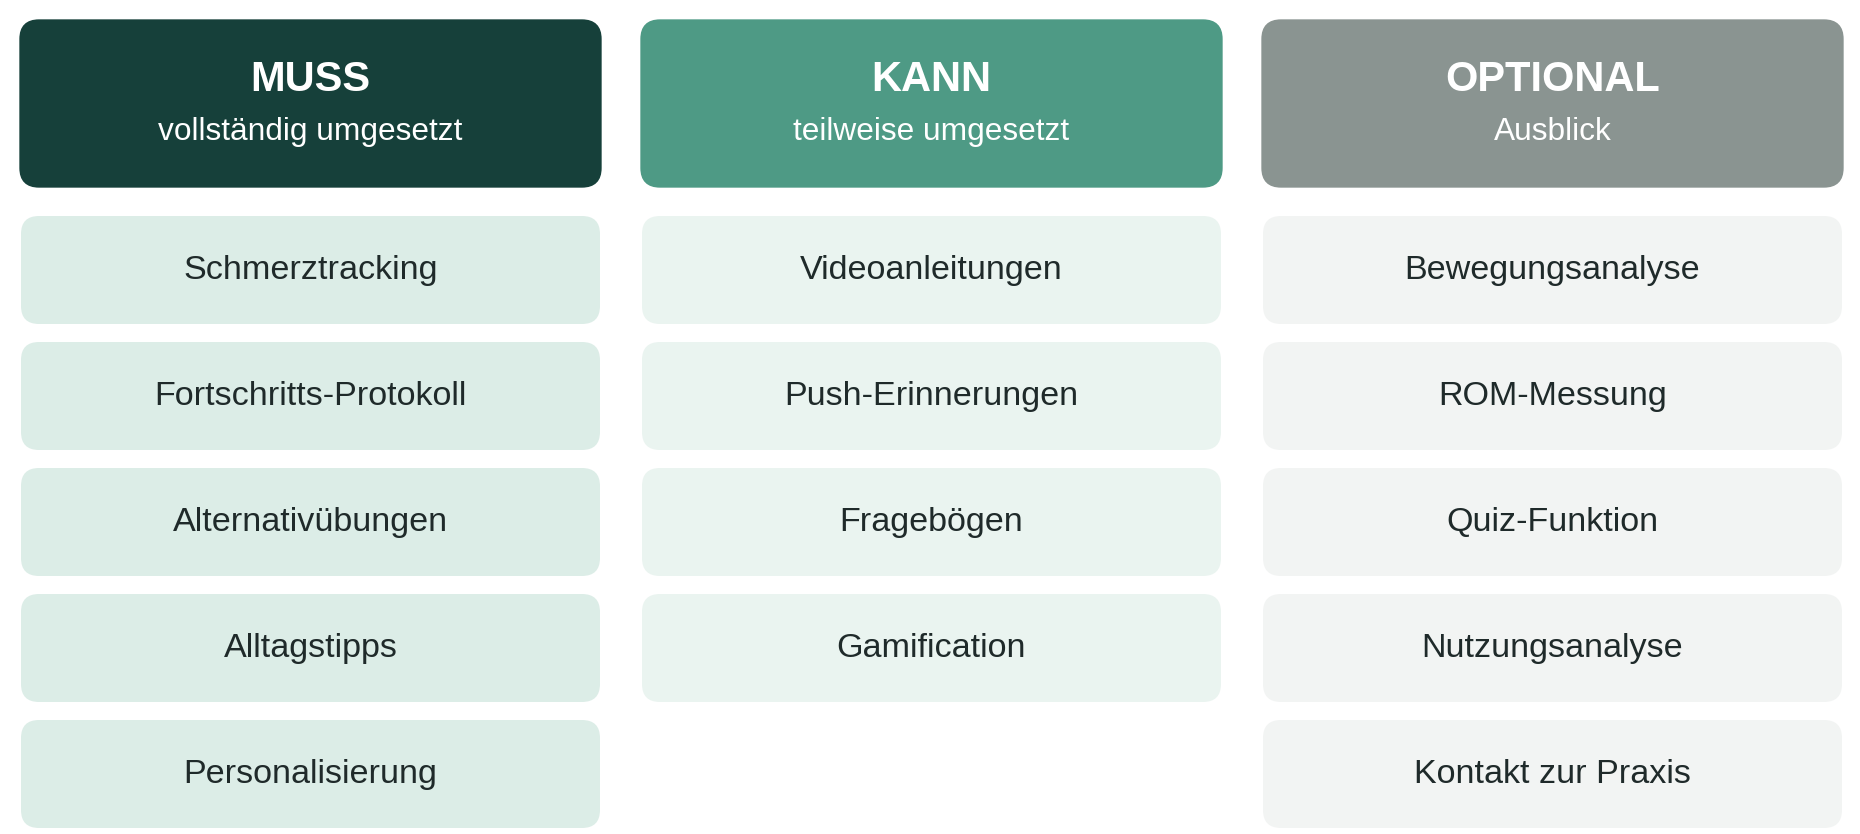 MUSS
vollständig umgesetzt
Schmerztracking
Fortschritts-Protokoll
Alternativübungen
Alltagstipps
Personalisierung
KANN
teilweise umgesetzt
Videoanleitungen
Push-Erinnerungen
Fragebögen
Gamification
OPTIONAL
Ausblick
Bewegungsanalyse
ROM-Messung
Quiz-Funktion
Nutzungsanalyse
Kontakt zur Praxis